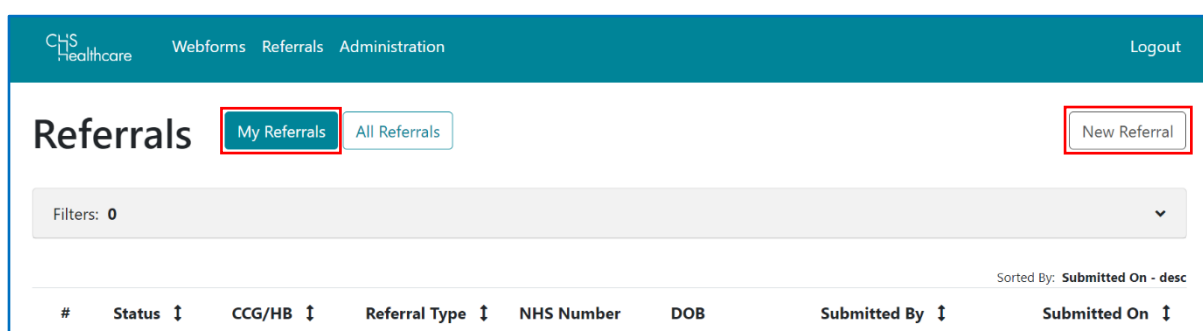 CHS
Healthcare
Webforms Referrals Administration
Logout
Referrals
My Referrals
All Referrals
New Referral
Filters: 0
Sorted By: Submitted On - desc
# Status CCG/HB Referral Type NHS Number DOB Submitted By Submitted On